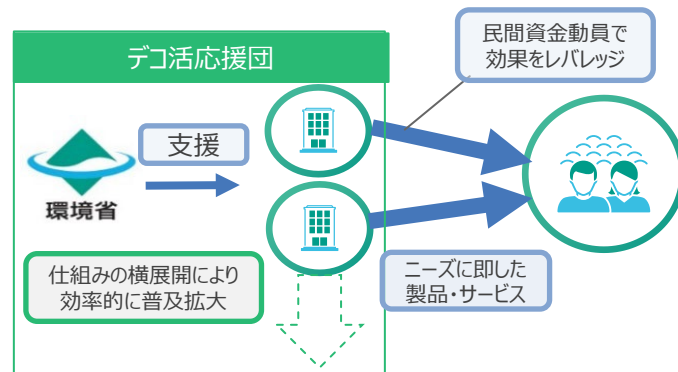 デコ活応援団
民間資金動員で
効果をレバレッジ
支援
環境省
仕組みの横展開により
効率的に普及拡大
ニーズに即した
製品・サービス